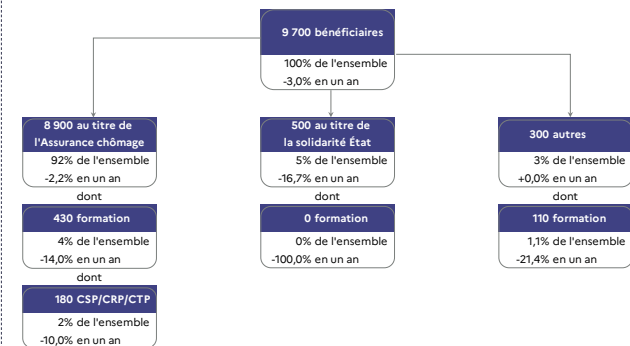 9 700 bénéficiaires
100% de l'ensemble
-3,0% en un an
8 900 au titre de
l'Assurance chômage
92% de l'ensemble
-2,2% en un an
dont
430 formation
4% de l'ensemble
-14,0% en un an
dont
180 CSP/CRP/CTP
2% de l'ensemble
-10,0% en un an
500 au titre de
la solidarité État
5% de l'ensemble
-16,7% en un an
dont
0 formation
0% de l'ensemble
-100,0% en un an
300 autres
3% de l'ensemble
+0,0% en un an
dont
110 formation
1,1% de l'ensemble
-21,4% en un an